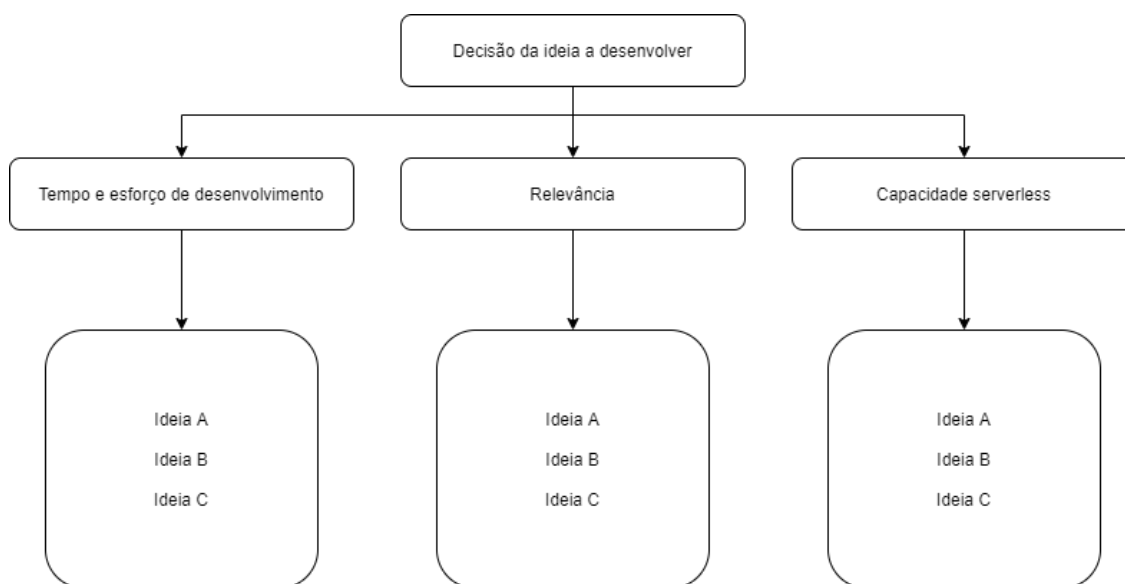 Decisão da ideia a desenvolver
Tempo e esforço de desenvolvimento
Relevância
Capacidade serverless
Ideia A
Ideia B
Ideia C
Ideia A
Ideia B
Ideia C
Ideia A
Ideia B
Ideia C